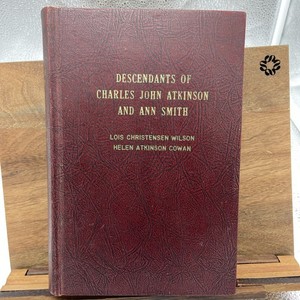 DESCENDANTS OF
CHARLES JOHN ATKINSON
AND ANN SMITH
LOIS CHRISTENSEN WILSON
HELEN ATKINSON COWAN